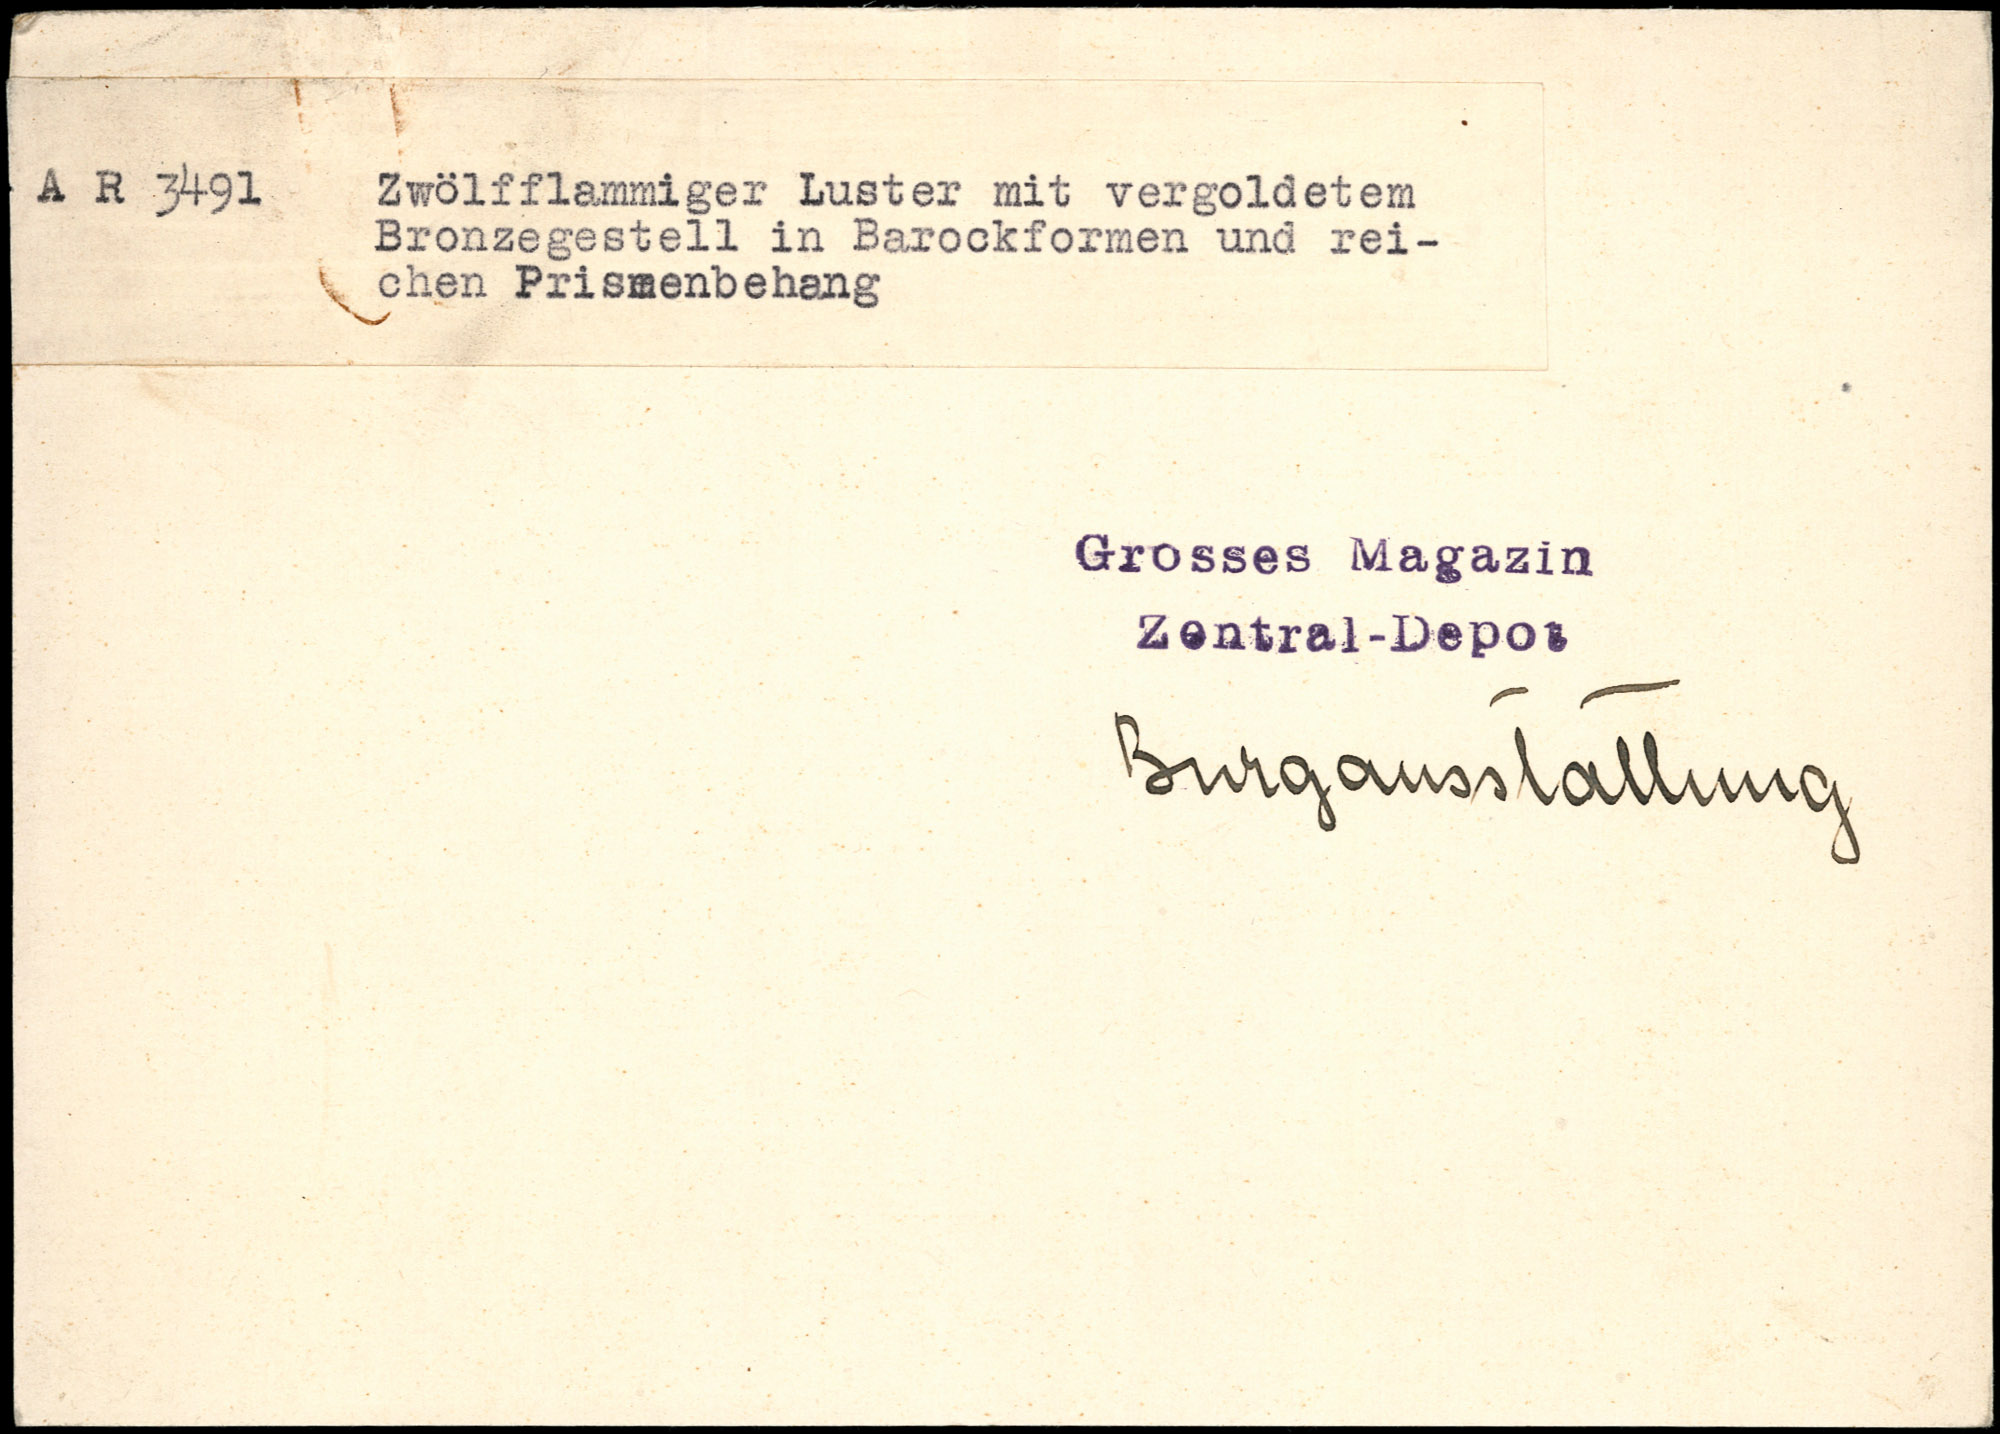 A R 3491 Zwölfflammiger Luster mit vergoldetem
Bronzegestell in Barockformen und rei-
chen Prismenbehang
Grosses Magazin
Zentral-Depot
Burgausstattung